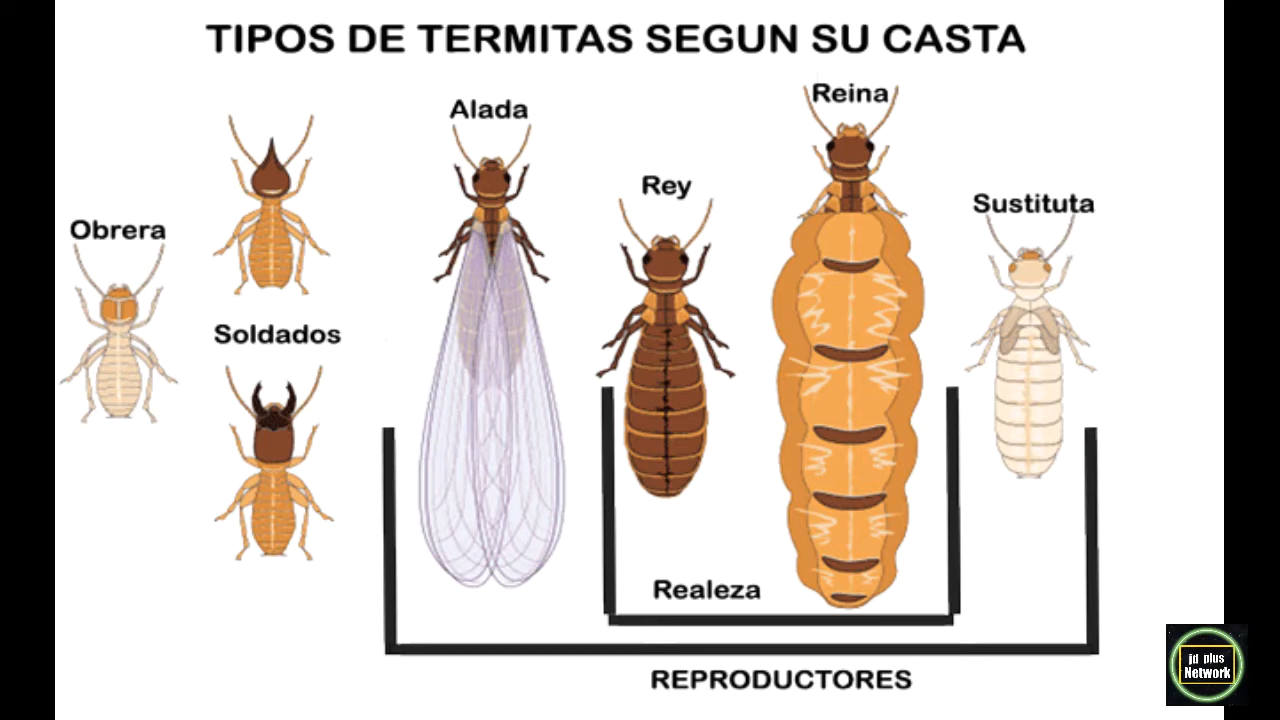 TIPOS DE TERMITAS SEGUN SU CASTA
Obrera
Soldados
Alada
Rey
Reina
Sustituta
Realeza
REPRODUCTORES
jd plus
Network